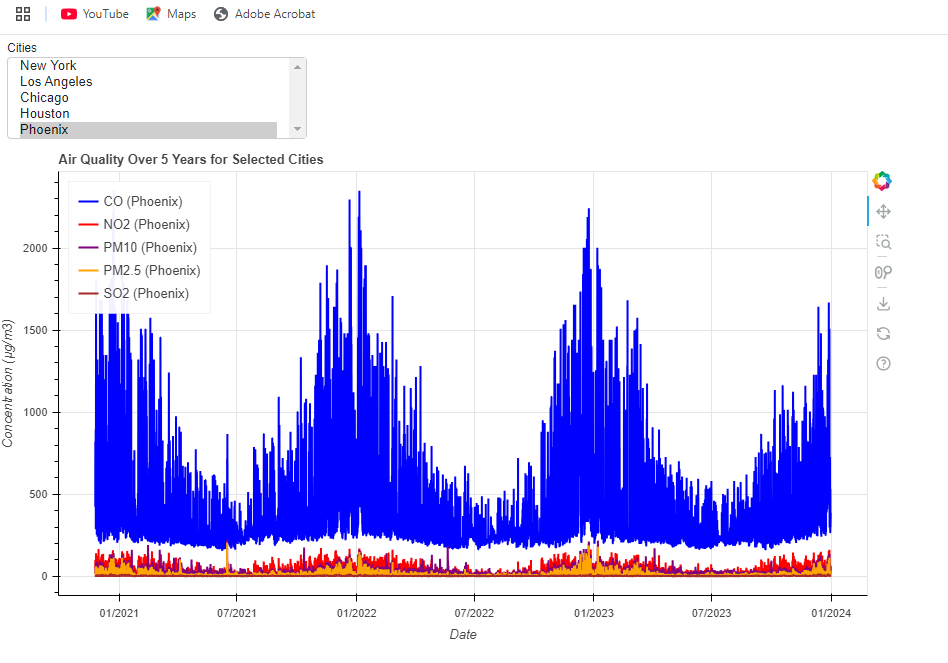 YouTube Maps Adobe Acrobat
Cities
New York
Los Angeles
Chicago
Houston
Phoenix
Air Quality Over 5 Years for Selected Cities
CO (Phoenix)
NO2 (Phoenix)
PM10 (Phoenix)
PM2.5 (Phoenix)
SO2 (Phoenix)
2000
1500
1000
500
0
Concentration (µg/m3)
01/2021 07/2021 01/2022 07/2022 01/2023 07/2023 01/2024
Date